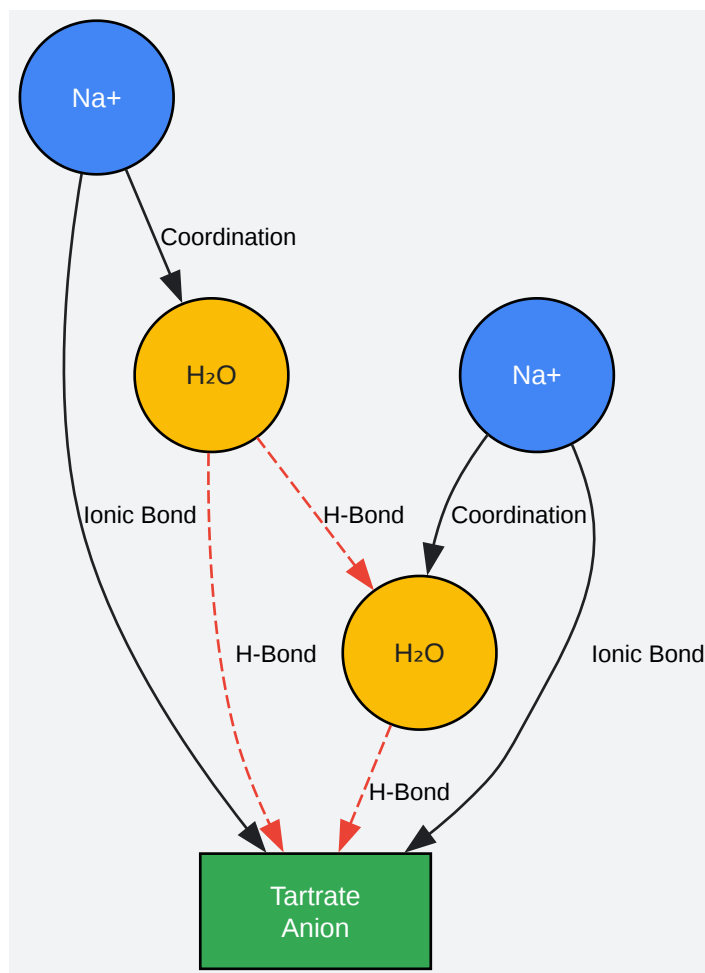 Na+
Coordination
H₂O
Na+
Ionic Bond
H-Bond
Coordination
H-Bond
H₂O
Ionic Bond
H-Bond
Tartrate
Anion